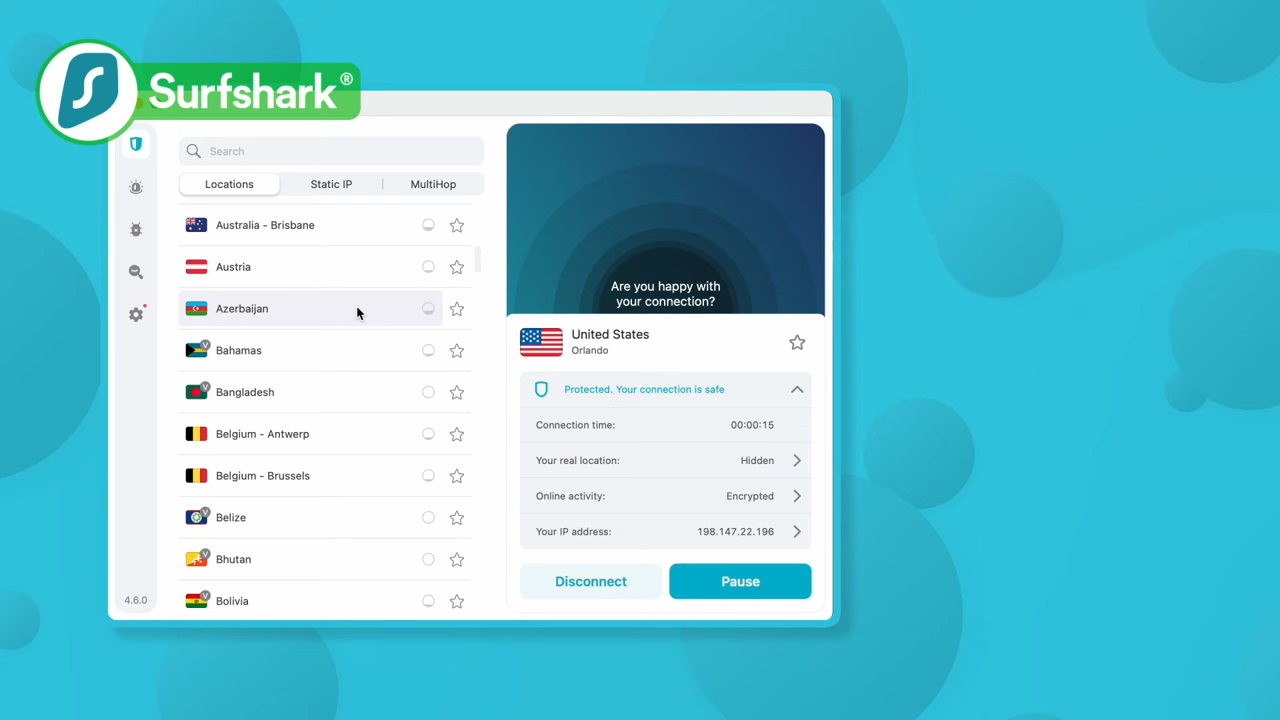 Surfshark®
Search
Locations
Static IP
MultiHop
Australia - Brisbane
Austria
Azerbaijan
V
Bahamas
V
Bangladesh
Belgium - Antwerp
Belgium - Brussels
V
Belize
V
Bhutan
V
Bolivia
4.6.0
Are you happy with
your connection?
United States
Orlando
Protected. Your connection is safe
Connection time: 00:00:15
Your real location: Hidden
Online activity: Encrypted
Your IP address: 198.147.22.196
Disconnect
Pause